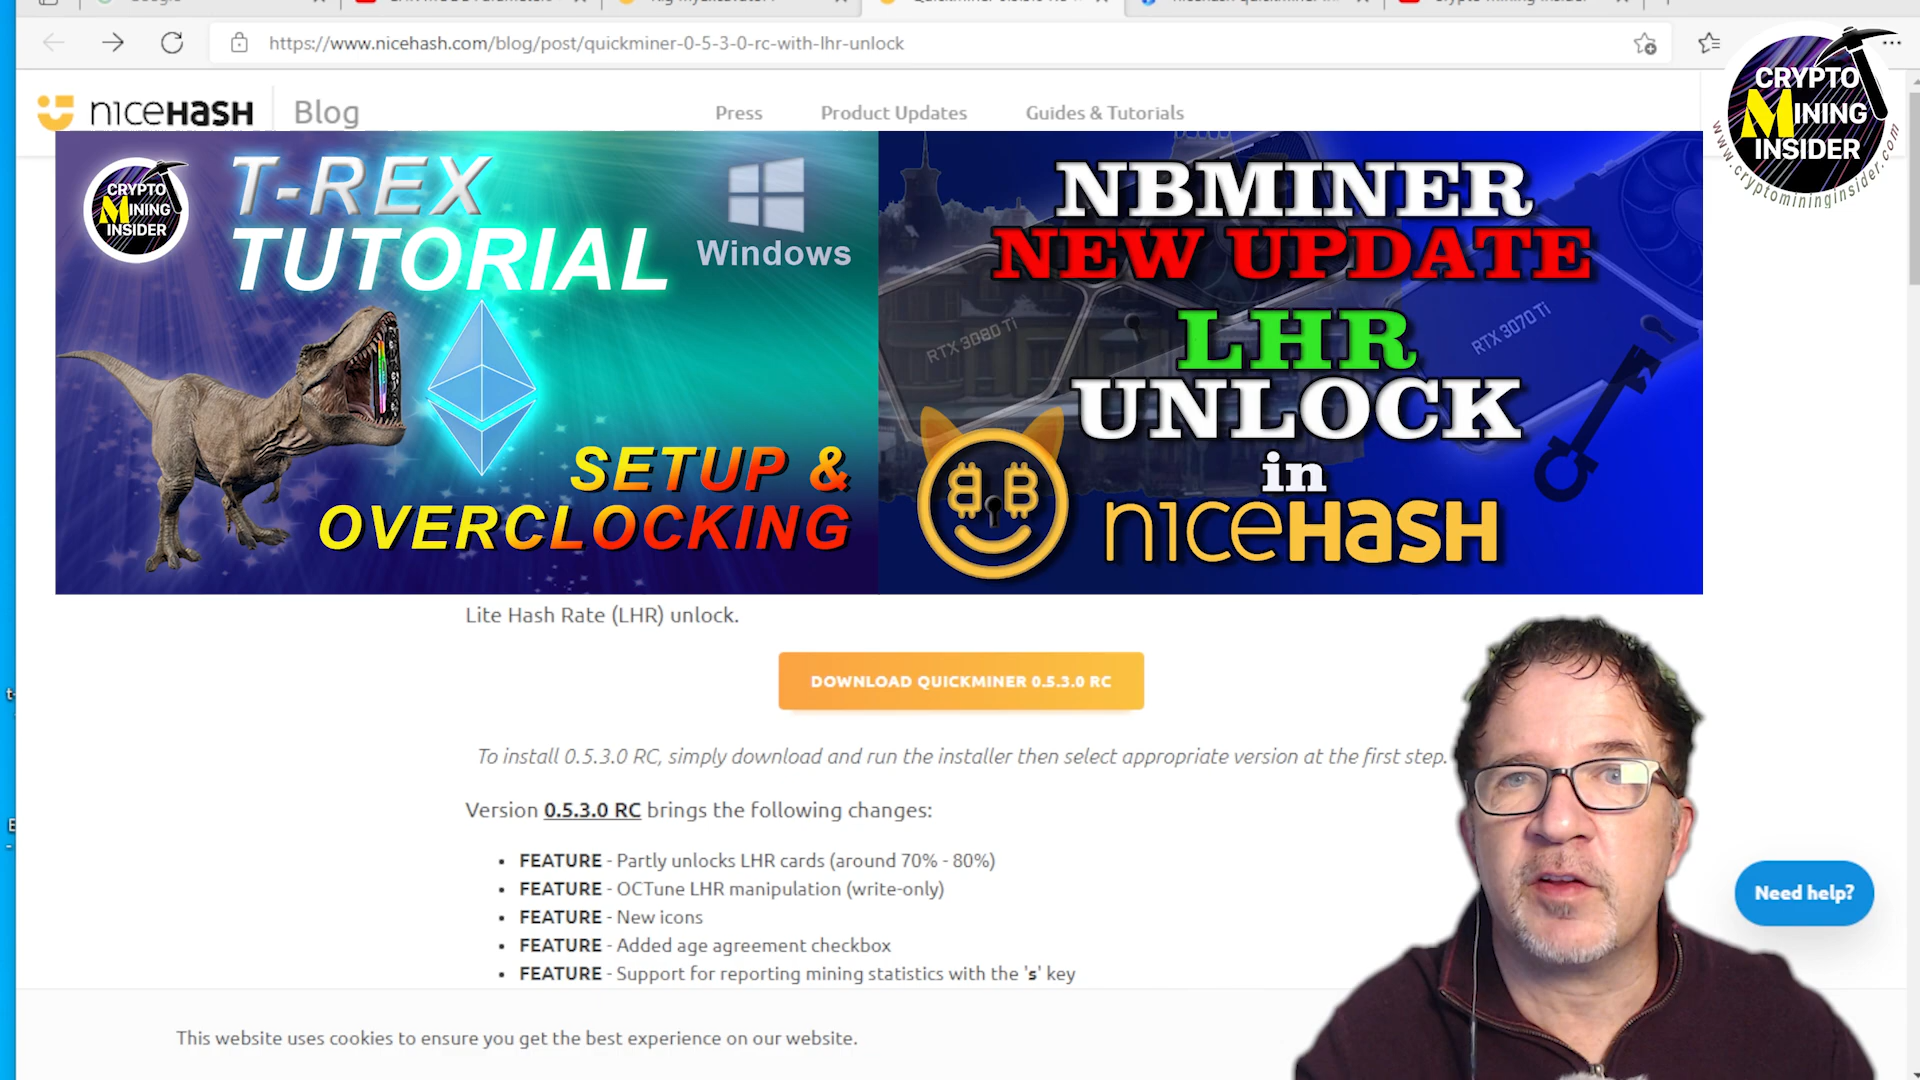 https://www.nicehash.com/blog/post/quickminer-0-5-3-0-rc-with-lhr-unlock
nicehash
Blog
Press
Product Updates
Guides & Tutorials
CRYPTO
MINING
INSIDER
www.cryptomininginsider.com
CRYPTO
MINING
INSIDER
T-REX
TUTORIAL
Windows
SETUP &
OVERCLOCKING
NBMINER
NEW UPDATE
LHR
UNLOCK
in
nicehash
RTX 3080 Ti
RTX 3070 Ti
Lite Hash Rate (LHR) unlock.
DOWNLOAD QUICKMINER 0.5.3.0 RC
To install 0.5.3.0 RC, simply download and run the installer then select appropriate version at the first step.
Version 0.5.3.0 RC brings the following changes:
• FEATURE - Partly unlocks LHR cards (around 70% - 80%)
• FEATURE - OCTune LHR manipulation (write-only)
• FEATURE - New icons
• FEATURE - Added age agreement checkbox
• FEATURE - Support for reporting mining statistics with the 's' key
Need help?
This website uses cookies to ensure you get the best experience on our website.